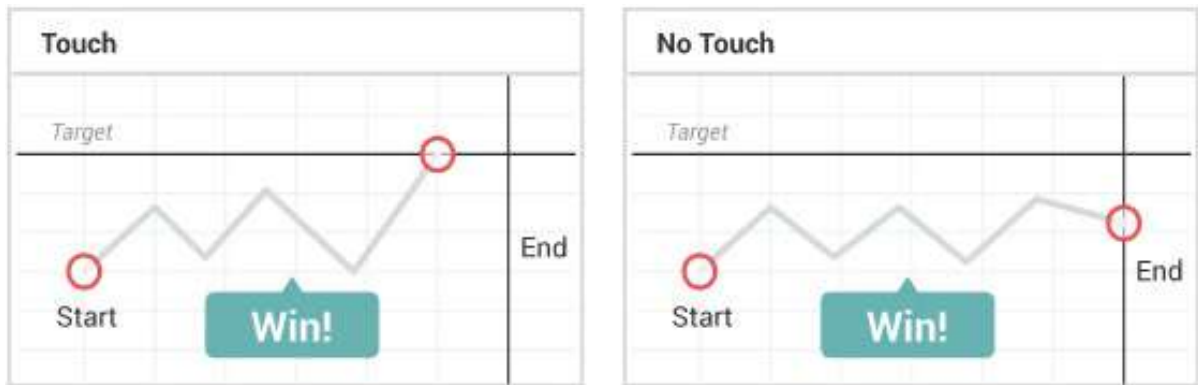 Touch
Target
End
Start
Win!
No Touch
Target
End
Start
Win!